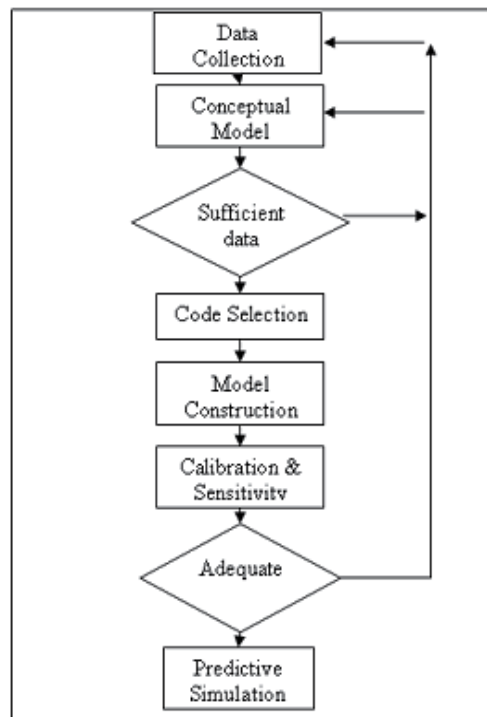 Data
Collection
Conceptual
Model
Sufficient
data
Code Selection
Model
Construction
Calibration &
Sensitivity
Adequate
Predictive
Simulation